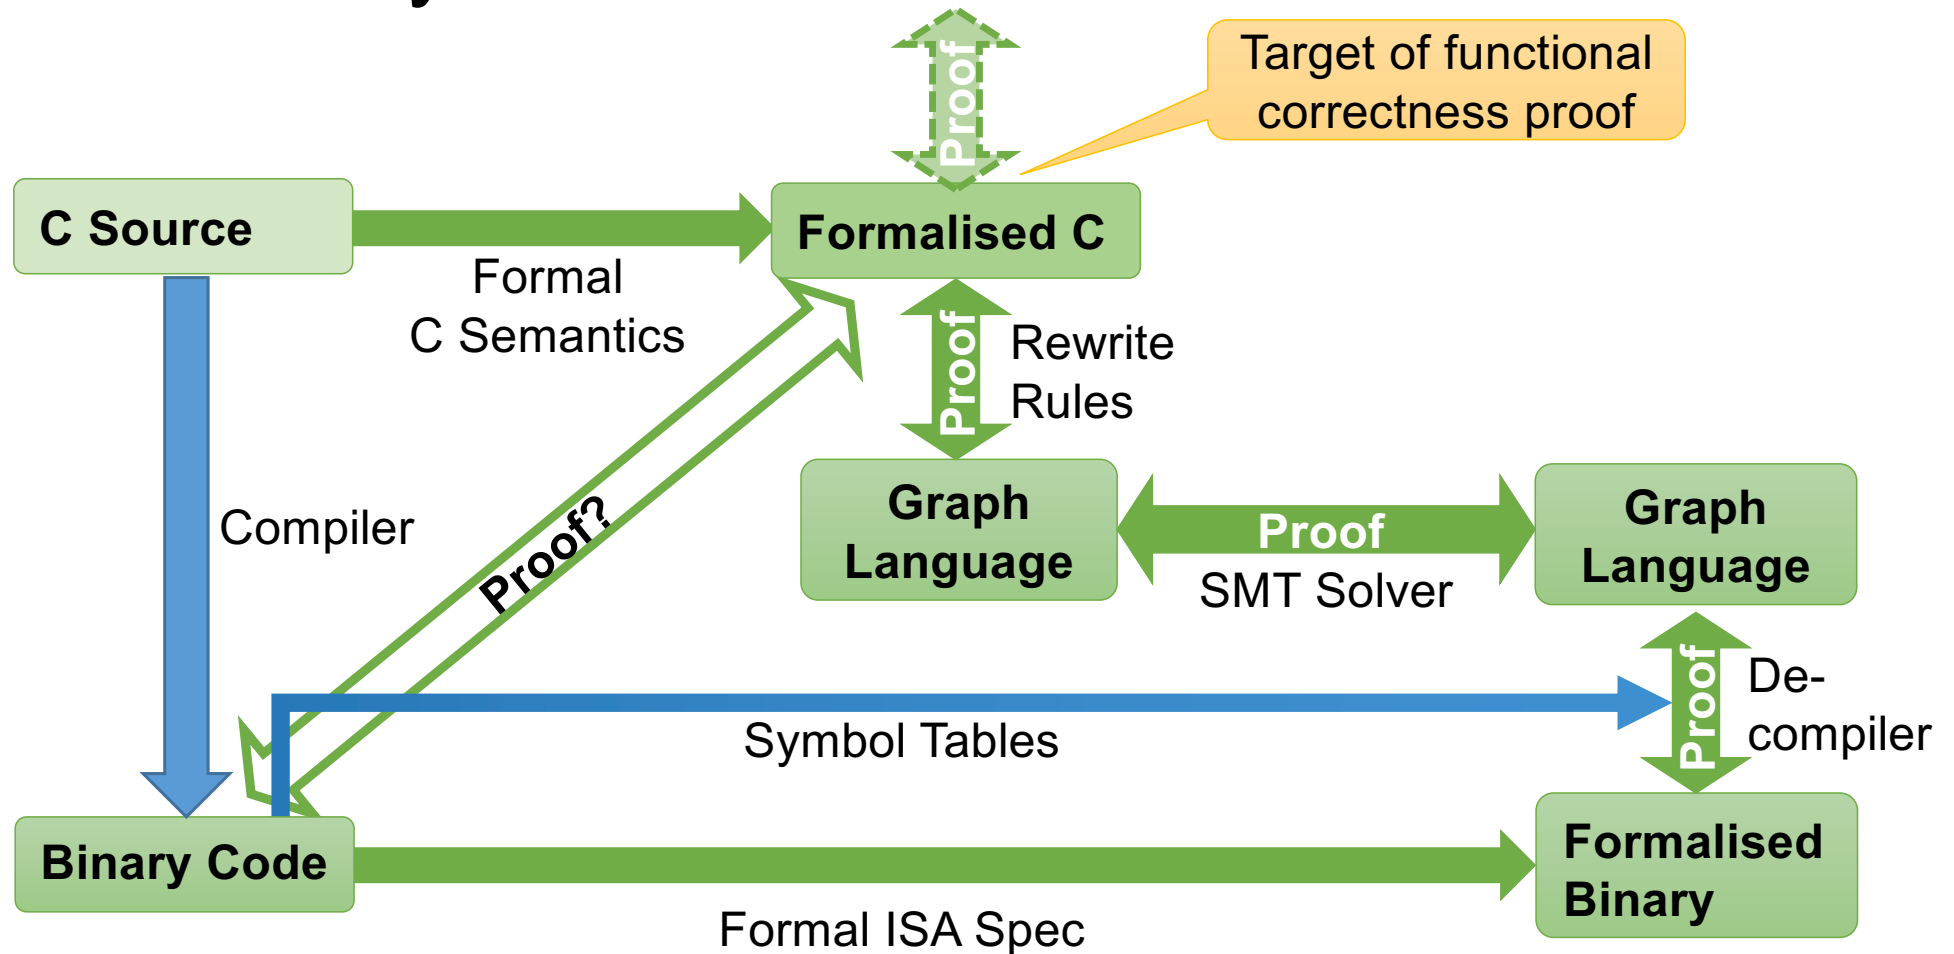 Proof
Target of functional
correctness proof
C Source
Formalised C
Formal
C Semantics
Proof
Rewrite
Rules
Compiler
Proof?
Graph
Language
Proof
SMT Solver
Graph
Language
Proof
De-
compiler
Symbol Tables
Binary Code
Formalised
Binary
Formal ISA Spec